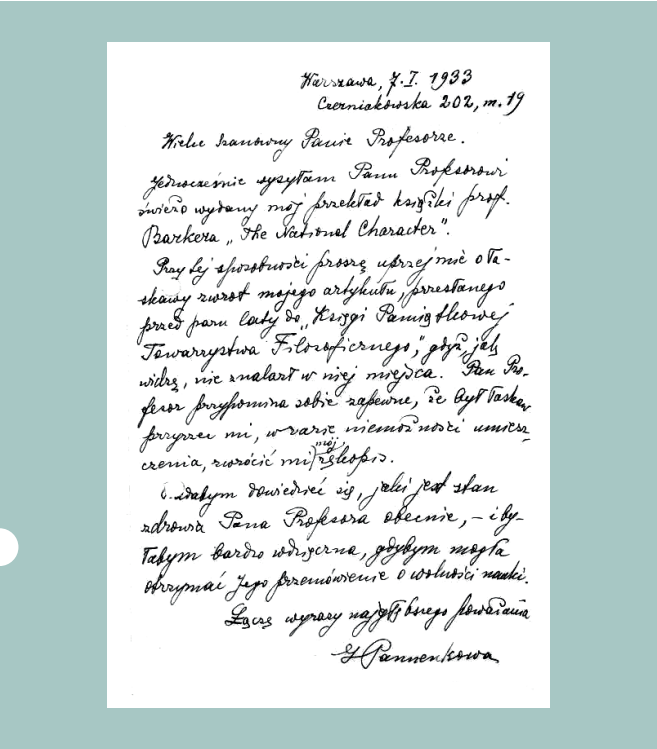 Warszawa, 7.I.1933
Czerniakowska 202, m. 19
Wielce Szanowny Panie Profesorze.
Jednocześnie wysyłam Panu Profesorowi
świeżo wydany mój przekład książki prof.
Barkera „The National Character".
Przy tej sposobności proszę uprzejmie o ła-
skawy zwrot mojego artykułu, przesłanego
przed paru laty do „Księgi Pamiątkowej
Towarzystwa Filozoficznego", gdyż, jak
widzę, nie znalazł w niej miejsca. Pan Pro-
fesor przypomina sobie zapewne, że był łaskaw
przyrzec mi, w razie niemożności umiesz-
czenia, zwrócić mi mój rękopis.
dowiedzieć się, jaki jest stan
zdrowia Pana Profesora obecnie, – i by-
łabym bardzo wdzięczna, gdybym mogła
otrzymać Jego przemówienie o wolności nauki.
Łączę wyrazy najgłębszego poważania
Pannenkowa